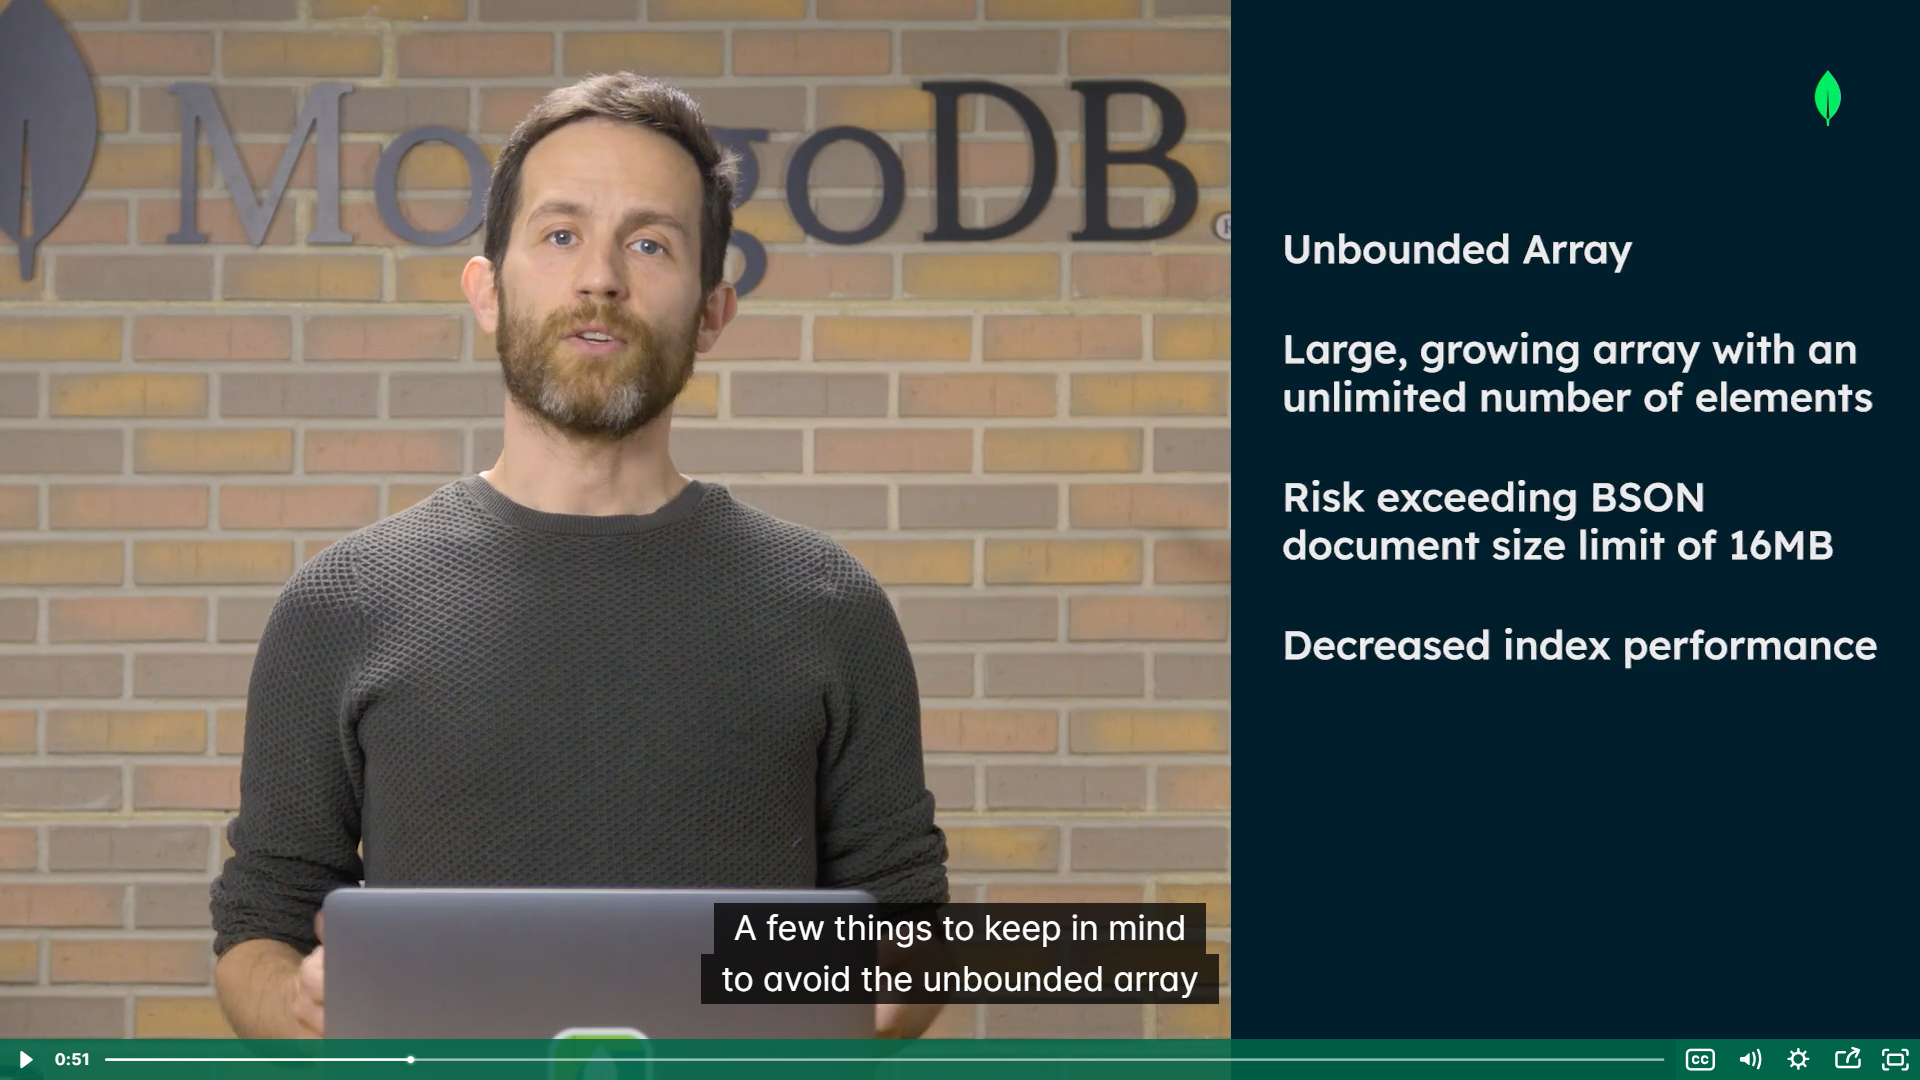 MongoDB®
Unbounded Array
Large, growing array with an
unlimited number of elements
Risk exceeding BSON
document size limit of 16MB
Decreased index performance
A few things to keep in mind
to avoid the unbounded array
0:51
CC